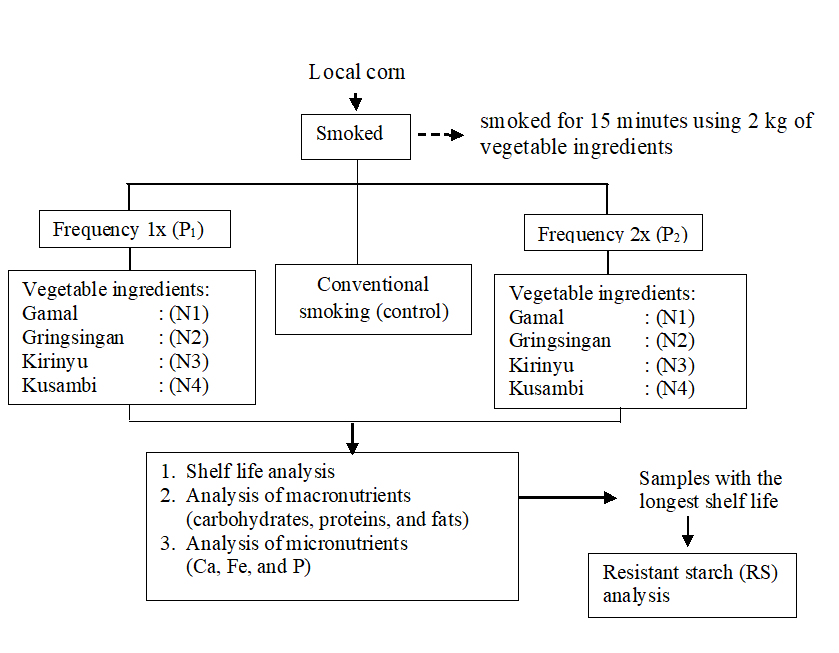 Local corn
Smoked
smoked for 15 minutes using 2 kg of
vegetable ingredients
Frequency 1x (P₁)
Frequency 2x (P₂)
Conventional
smoking (control)
Vegetable ingredients:
Gamal : (N1)
Gringsingan : (N2)
Kirinyu : (N3)
Kusambi : (N4)
Vegetable ingredients:
Gamal : (N1)
Gringsingan : (N2)
Kirinyu : (N3)
Kusambi : (N4)
1. Shelf life analysis
2. Analysis of macronutrients
(carbohydrates, proteins, and fats)
3. Analysis of micronutrients
(Ca, Fe, and P)
Samples with the
longest shelf life
Resistant starch (RS)
analysis